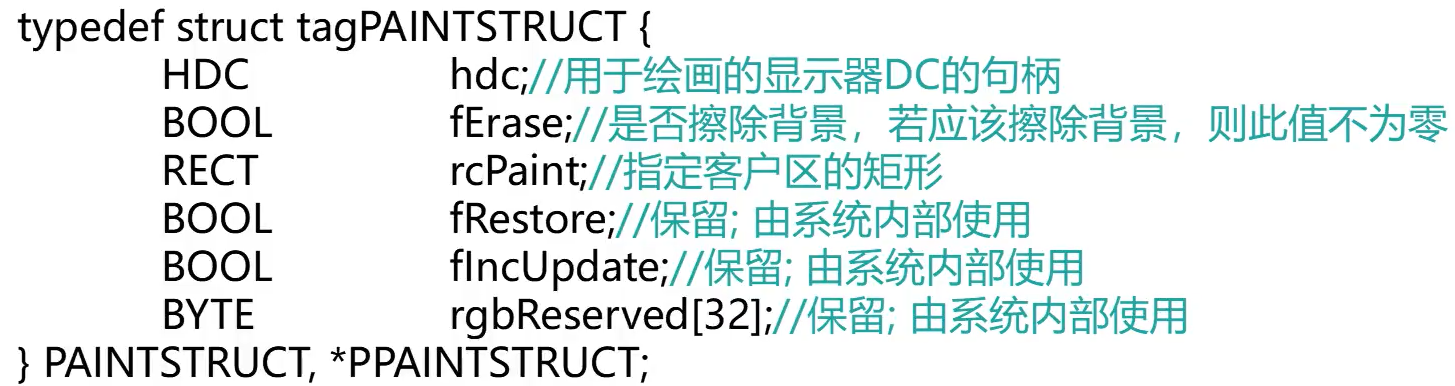 typedef struct tagPAINTSTRUCT {
HDC hdc;//用于绘画的显示器DC的句柄
BOOL fErase;//是否擦除背景，若应该擦除背景，则此值不为零
RECT rcPaint;//指定客户区的矩形
BOOL fRestore;//保留; 由系统内部使用
BOOL fIncUpdate;//保留; 由系统内部使用
BYTE rgbReserved[32];//保留; 由系统内部使用
} PAINTSTRUCT, *PPAINTSTRUCT;